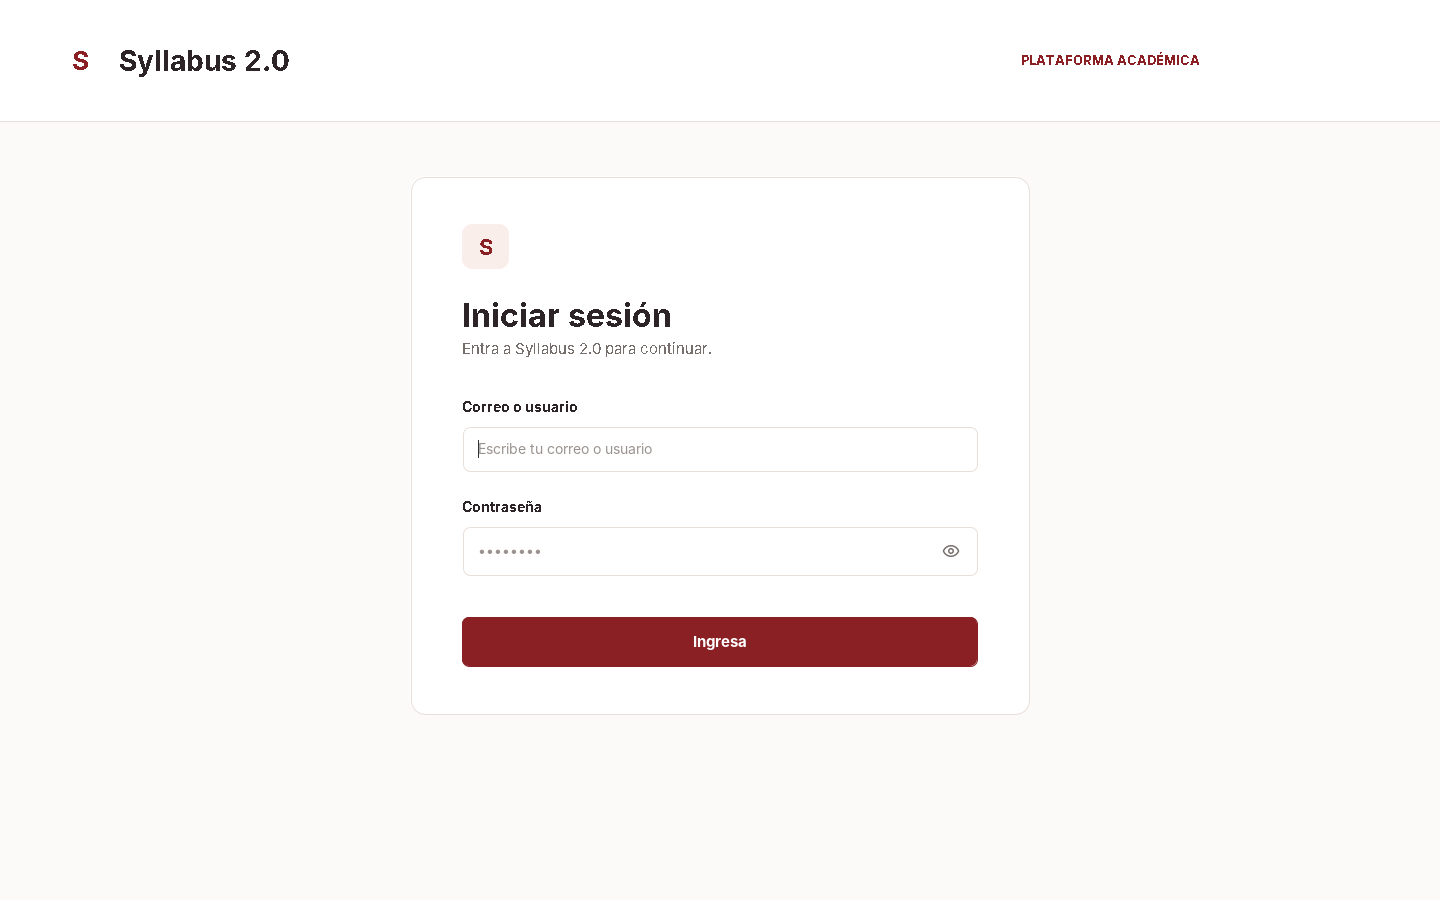 S Syllabus 2.0 PLATAFORMA ACADÉMICA
S
Iniciar sesión
Entra a Syllabus 2.0 para contínuar.
Correo o usuario
Escribe tu correo o usuario
Contraseña
••••••••
Ingresa